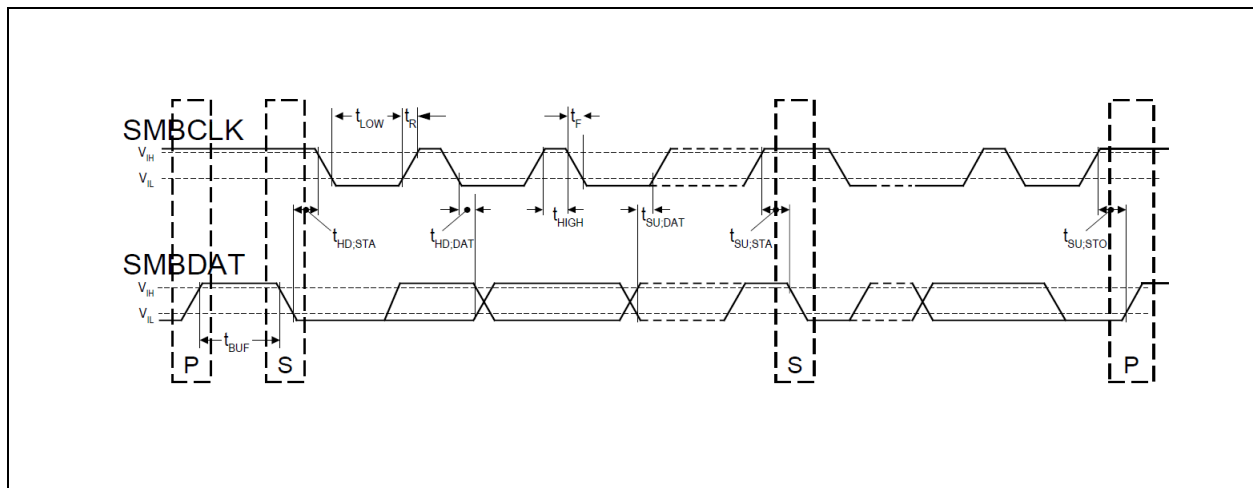 SMBCLK
tLOW tR tF
VIH
VIL
tHD;STA tHD;DAT tHIGH tSU;DAT tSU;STA tSU;STO
SMBDAT
VIH
VIL
tBUF
P S S P